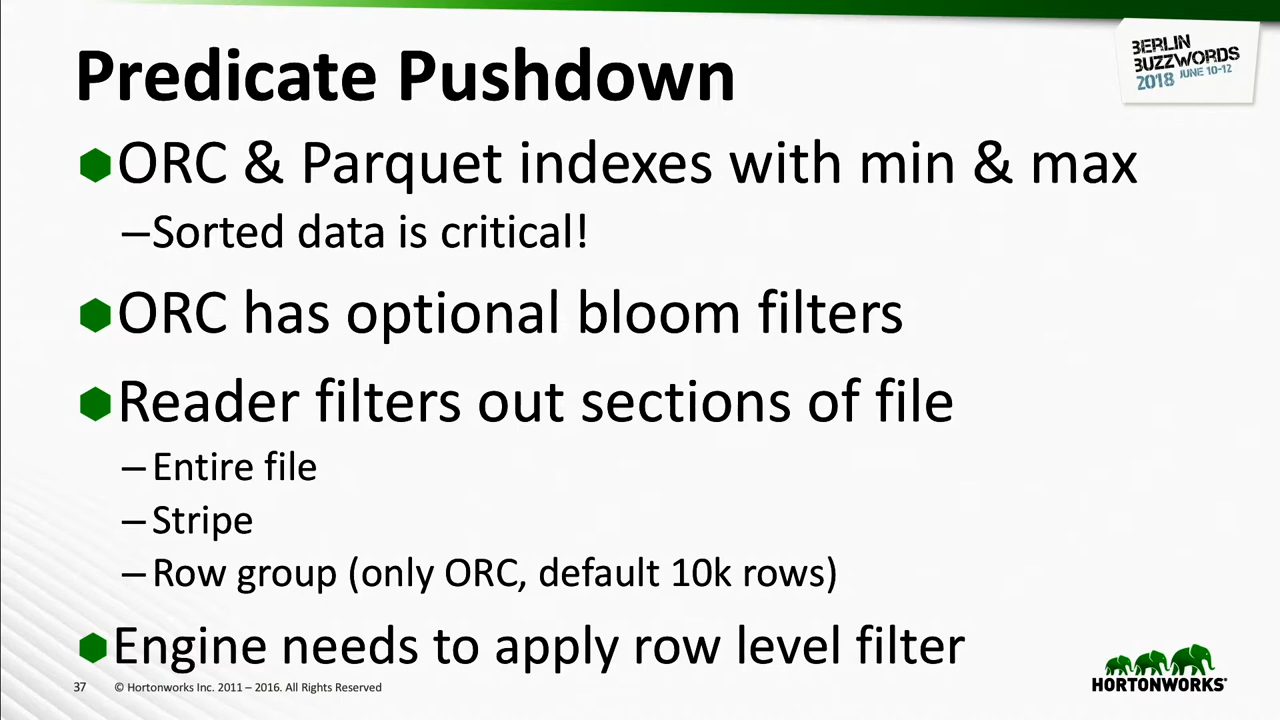 Predicate Pushdown
BERLIN
BUZZWORDS
2018 JUNE 10-12
ORC & Parquet indexes with min & max
–Sorted data is critical!
ORC has optional bloom filters
Reader filters out sections of file
–Entire file
–Stripe
–Row group (only ORC, default 10k rows)
Engine needs to apply row level filter
37 © Hortonworks Inc. 2011 – 2016. All Rights Reserved
HORTONWORKS